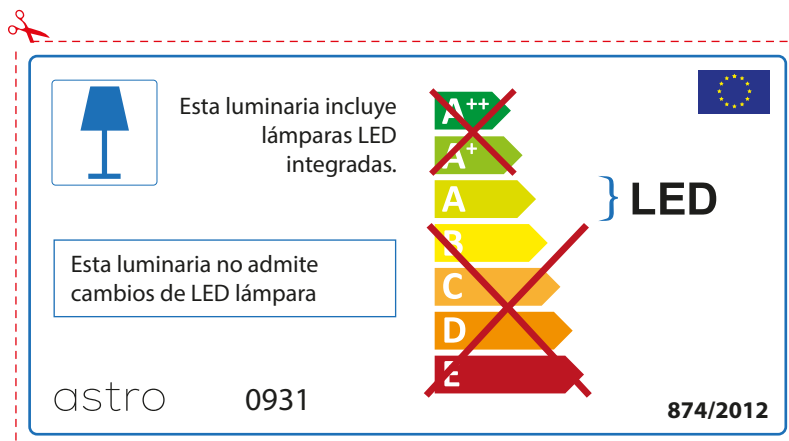 Esta luminaria incluye
lámparas LED
integradas.
A++
A+
A
B
C
D
E
LED
Esta luminaria no admite
cambios de LED lámpara
astro
0931
874/2012